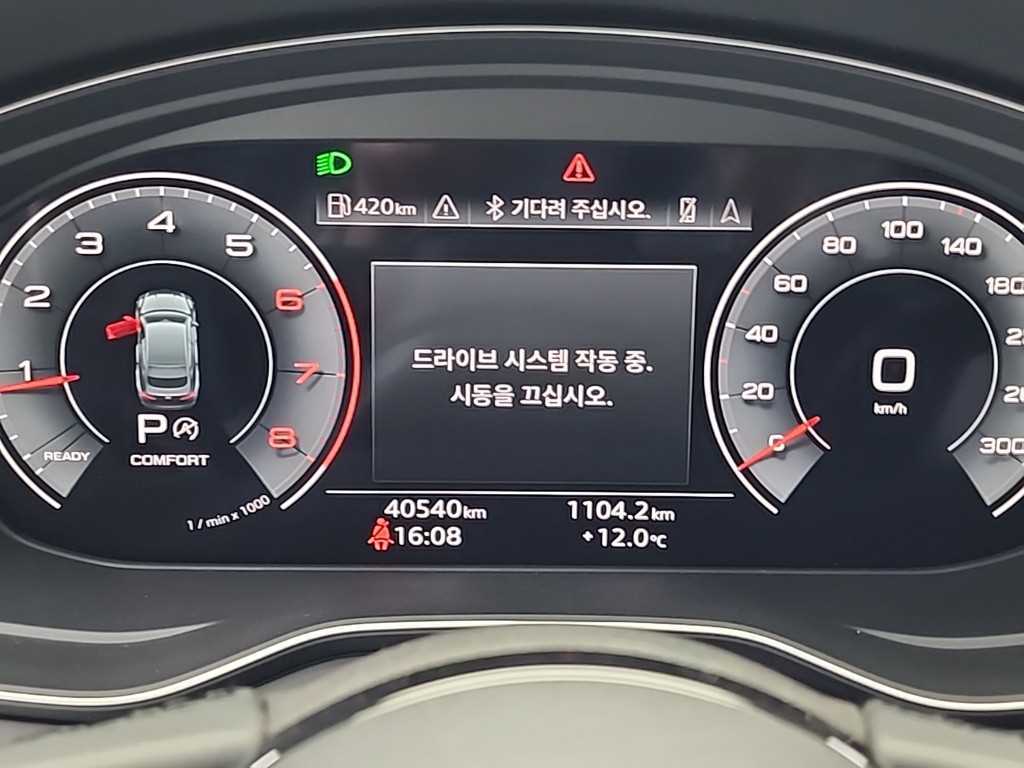 420km 기다려 주십시오.
1 2 3 4 5 6 7 8
READY
P
COMFORT
1 / min x 1000
드라이브 시스템 작동 중.
시동을 끄십시오.
0 20 40 60 80 100 140 180 300
0
km/h
40540km 1104.2km
16:08 +12.0°C